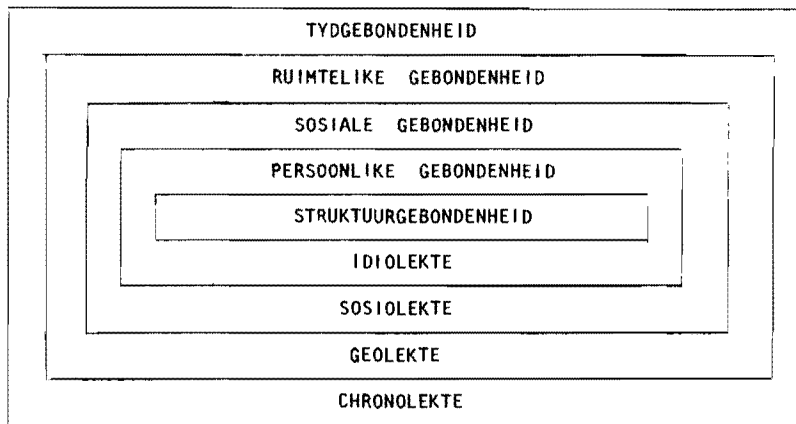 TYDGEBONDENHEID
RUIMTELIKE GEBONDENHEID
SOSIALE GEBONDENHEID
PERSOONLIKE GEBONDENHEID
STRUKTUURGEBONDENHEID
IDIOLEKTE
SOSIOLEKTE
GEOLEKTE
CHRONOLEKTE